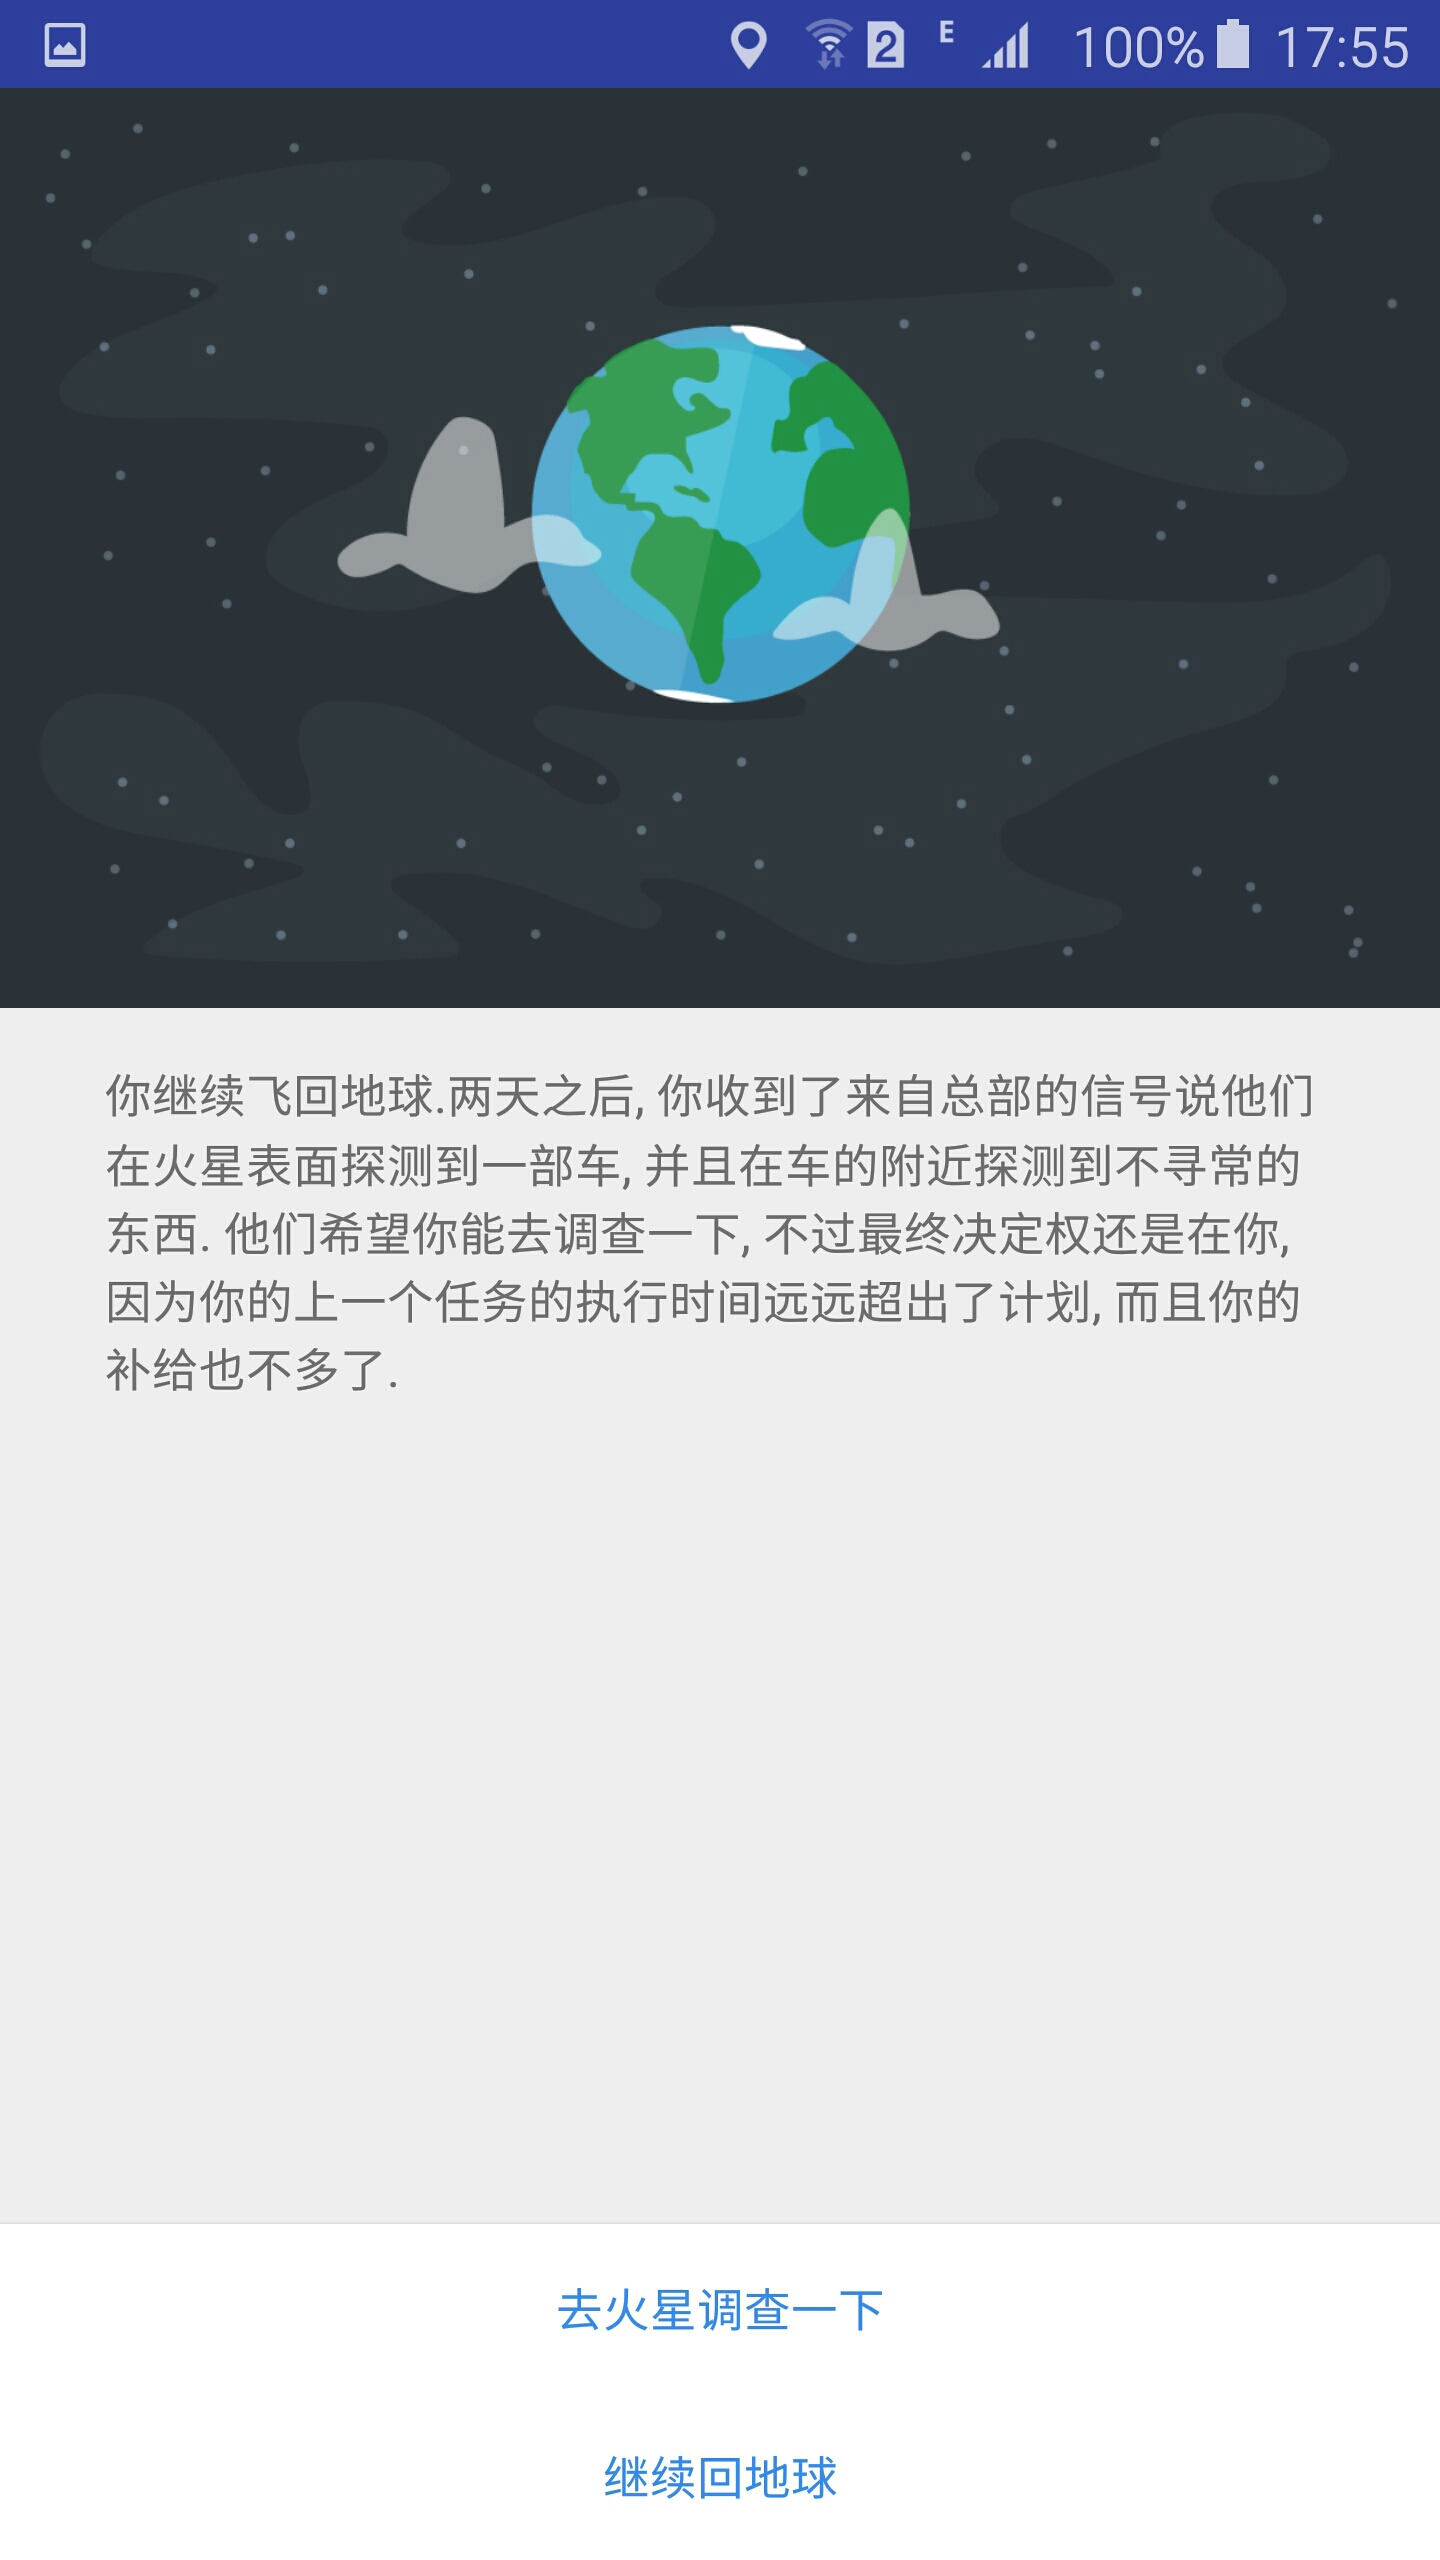 2 E 100% 17:55
你继续飞回地球.两天之后, 你收到了来自总部的信号说他们
在火星表面探测到一部车, 并且在车的附近探测到不寻常的
东西. 他们希望你能去调查一下, 不过最终决定权还是在你,
因为你的上一个任务的执行时间远远超出了计划, 而且你的
补给也不多了.
去火星调查一下
继续回地球